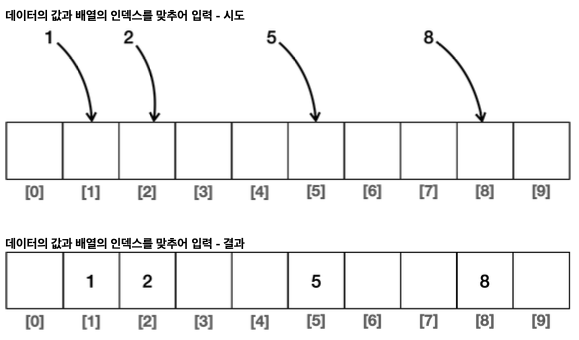 데이터의 값과 배열의 인덱스를 맞추어 입력 - 시도
1 2 5 8
[0] [1] [2] [3] [4] [5] [6] [7] [8] [9]
데이터의 값과 배열의 인덱스를 맞추어 입력 - 결과
1 2 5 8
[0] [1] [2] [3] [4] [5] [6] [7] [8] [9]